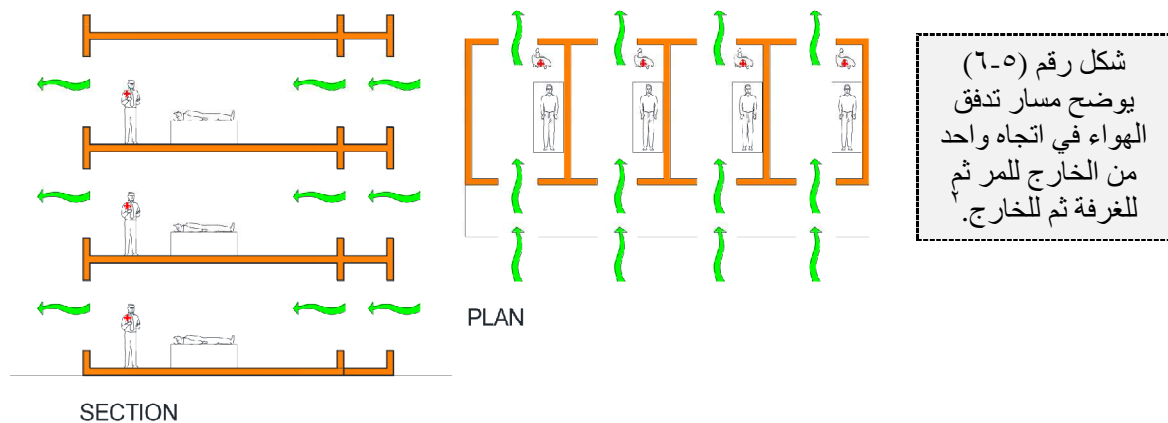 شكل رقم (٥-٦)
يوضح مسار تدفق
الهواء في اتجاه واحد
من الخارج للمر ثم
للغرفة ثم للخارج.٢
PLAN
SECTION